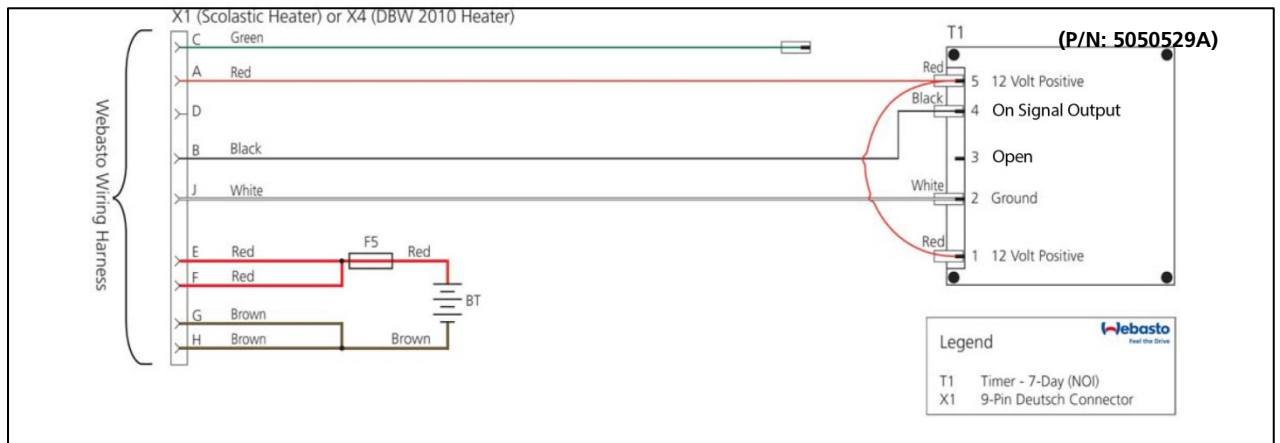 X1 (Scolastic Heater) or X4 (DBW 2010 Heater)
Webasto Wiring Harness
C Green
A Red
D
B Black
J White
E Red
F Red
G Brown
H Brown
F5
Red
BT
Brown
T1
(P/N: 5050529A)
Red 5 12 Volt Positive
Black 4 On Signal Output
3 Open
White 2 Ground
Red 1 12 Volt Positive
Legend
Webasto
Feel the Drive
T1 Timer - 7-Day (NOI)
X1 9-Pin Deutsch Connector